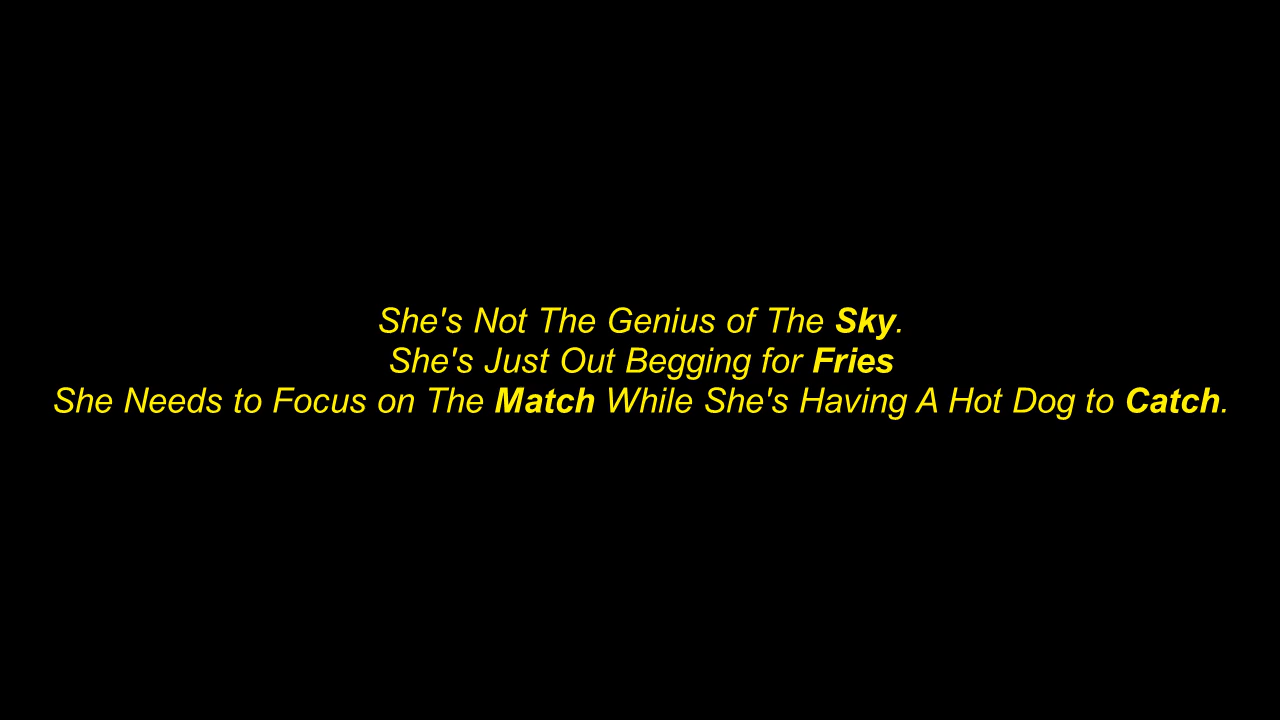 She's Not The Genius of The Sky.
She's Just Out Begging for Fries
She Needs to Focus on The Match While She's Having A Hot Dog to Catch.